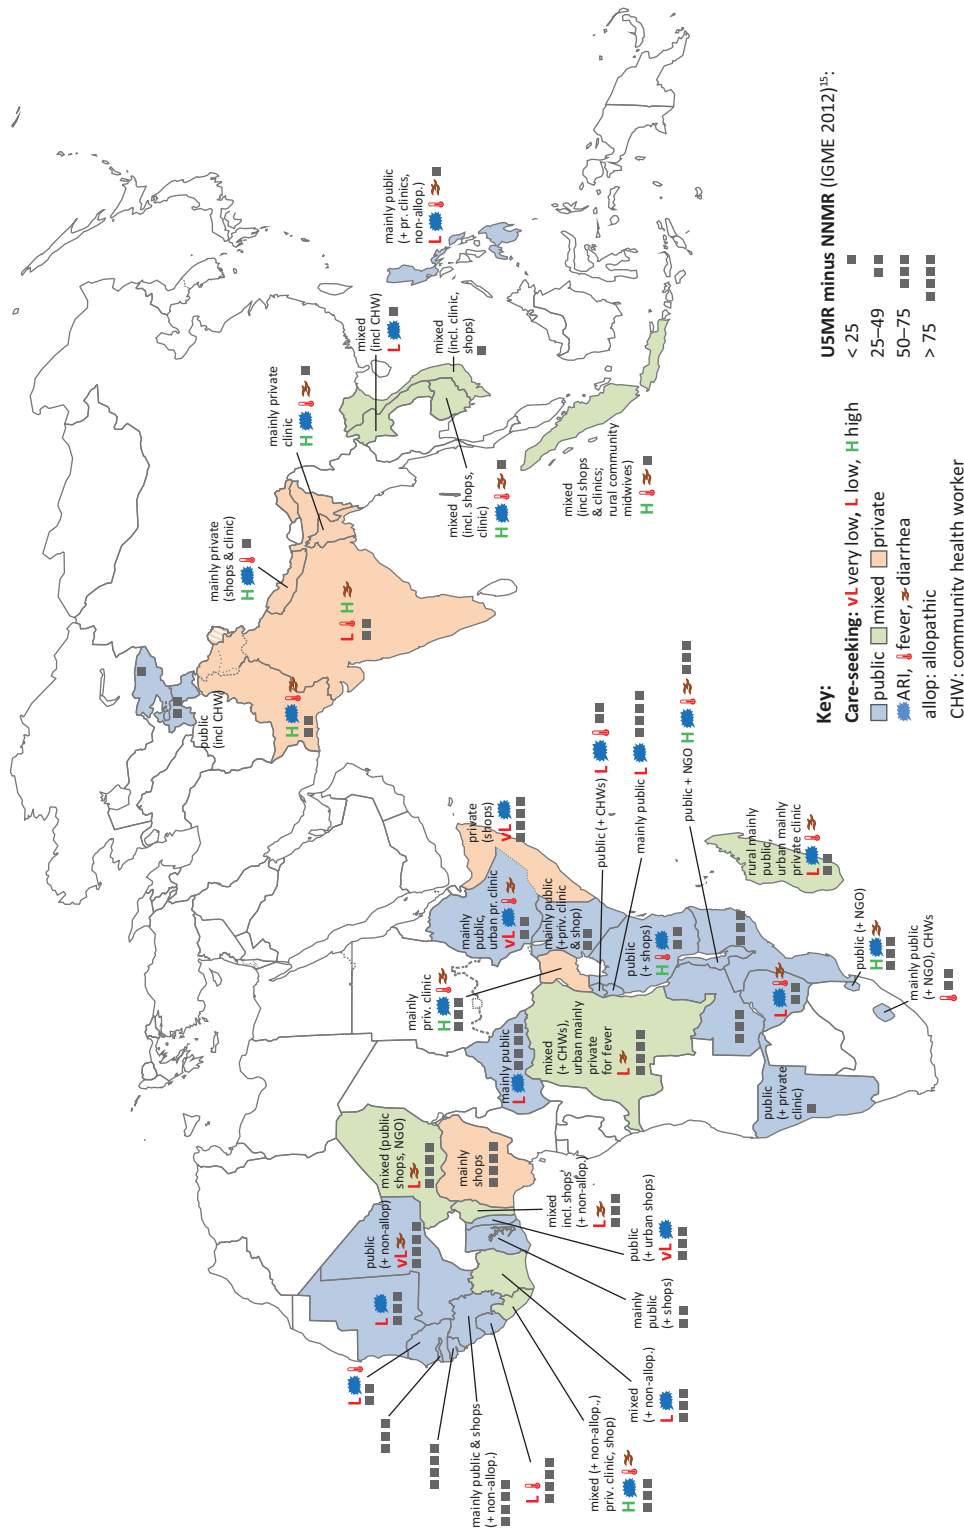 mainly public
(+ pr. clinics,
non-allop.)
L
mixed
(incl CHW)
L
mixed
(incl. clinic,
shops)
mainly private
clinic
H
mixed
(incl. shops,
clinic)
H
mixed
(incl shops
& clinics;
rural community
midwives)
H
mainly private
(shops & clinic)
H
L H
public
(incl CHW)
H
private
(shops)
vL
mainly
public,
urban pr. clinic
vL
mainly public
(+priv. clinic
& shop)
mainly
priv. clinic
H
public (+ CHWs) L
mainly public L
public
(+ shops)
H
public + NGO H
rural mainly
public,
urban mainly
private clinic
L
public (+ NGO)
H
mainly public
(+ NGO), CHWs
L
public
(+ private
clinic)
mainly public
L
mixed
(+ CHWs),
urban mainly
private
for fever
L
mixed (public
shops, NGO)
L
mainly
shops
mixed
incl. shops
(+ non-allop.)
L
public
(+ urban shops)
vL
mainly
public
(+ shops)
public
(+ non-allop)
vL
L
L
mixed
(+ non-allop.)
L
mixed (+ non-allop.,)
priv. clinic, shop)
H
L
mainly public & shops
(+ non-allop.)
Key:
Care-seeking: vL very low, L low, H high
public mixed private
ARI, fever, diarrhea
allop: allopathic
CHW: community health worker
U5MR minus NNMR (IGME 2012)15:
< 25
25–49
50–75
> 75